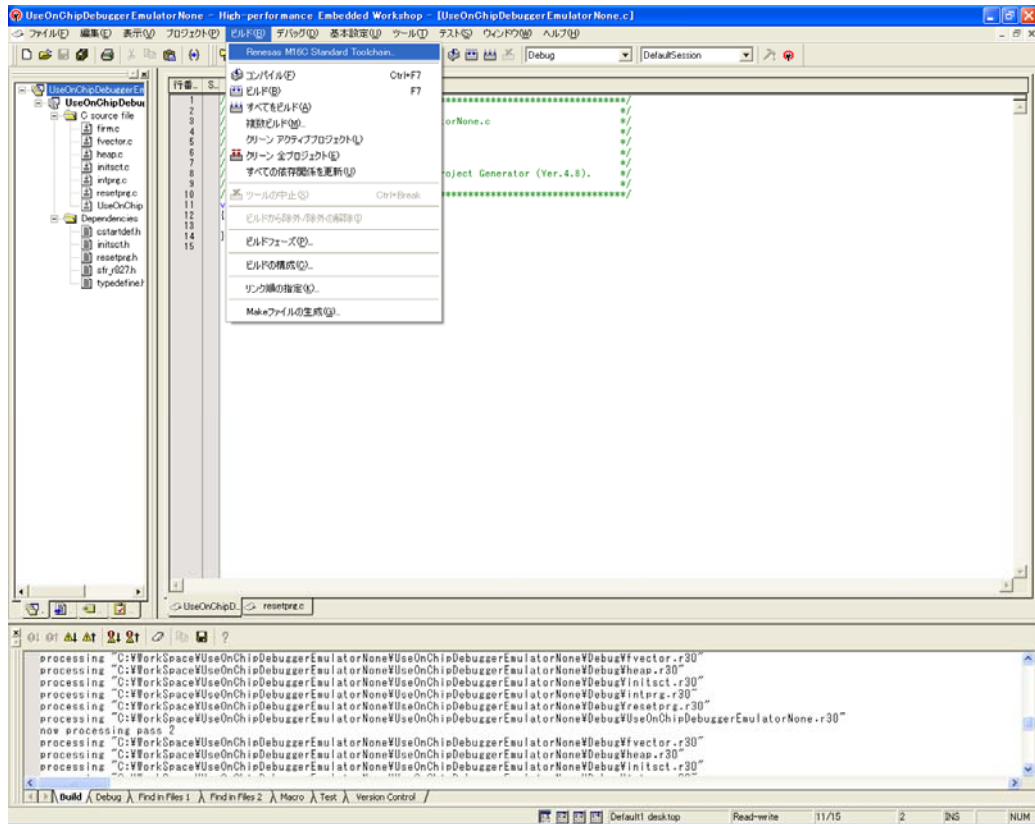 UseOnChipDebuggerEmulatorNone - High-performance Embedded Workshop - [UseOnChipDebuggerEmulatorNone.c]
ファイル(F) 編集(E) 表示(V) プロジェクト(P) ビルド(B) デバッグ(D) 基本設定(U) ツール(T) テスト(S) ウィンドウ(W) ヘルプ(H)
Debug DefaultSession
Renesas M16C Standard Toolchain...
コンパイル(F) Ctrl+F7
ビルド(B) F7
すべてをビルド(A)
複数ビルド(M)...
クリーン アクティブプロジェクト(L)
クリーン 全プロジェクト(E)
すべての依存関係を更新(U)
ツールの中止(S) Ctrl+Break
ビルドから除外/除外の解除(I)
ビルドフェーズ(P)...
ビルドの構成(C)...
リンク順の指定(K)...
Makeファイルの生成(G)...
UseOnChipDebuggerEm
UseOnChipDebu
C source file
firm.c
fvector.c
heap.c
initsct.c
intprg.c
resetprg.c
UseOnChip
Dependencies
cstartdef.h
initsct.h
resetprg.h
sfr_r827.h
typedefine.h
行番... S...
1 ******************************/
2 */
3 orNone.c */
4 */
5 */
6 */
7 */
8 oject Generator (Ver.4.8). */
9 */
10 ******************************/
11
12
13
14
15
UseOnChipD... resetprg.c
processing "C:¥WorkSpace¥UseOnChipDebuggerEmulatorNone¥UseOnChipDebuggerEmulatorNone¥Debug¥fvector.r30"
processing "C:¥WorkSpace¥UseOnChipDebuggerEmulatorNone¥UseOnChipDebuggerEmulatorNone¥Debug¥heap.r30"
processing "C:¥WorkSpace¥UseOnChipDebuggerEmulatorNone¥UseOnChipDebuggerEmulatorNone¥Debug¥initsct.r30"
processing "C:¥WorkSpace¥UseOnChipDebuggerEmulatorNone¥UseOnChipDebuggerEmulatorNone¥Debug¥intprg.r30"
processing "C:¥WorkSpace¥UseOnChipDebuggerEmulatorNone¥UseOnChipDebuggerEmulatorNone¥Debug¥resetprg.r30"
processing "C:¥WorkSpace¥UseOnChipDebuggerEmulatorNone¥UseOnChipDebuggerEmulatorNone¥Debug¥UseOnChipDebuggerEmulatorNone.r30"
now processing pass 2
processing "C:¥WorkSpace¥UseOnChipDebuggerEmulatorNone¥UseOnChipDebuggerEmulatorNone¥Debug¥fvector.r30"
processing "C:¥WorkSpace¥UseOnChipDebuggerEmulatorNone¥UseOnChipDebuggerEmulatorNone¥Debug¥heap.r30"
processing "C:¥WorkSpace¥UseOnChipDebuggerEmulatorNone¥UseOnChipDebuggerEmulatorNone¥Debug¥initsct.r30"
Build Debug Find in Files 1 Find in Files 2 Macro Test Version Control
Default1 desktop Read-write 11/15 2 INS NUM